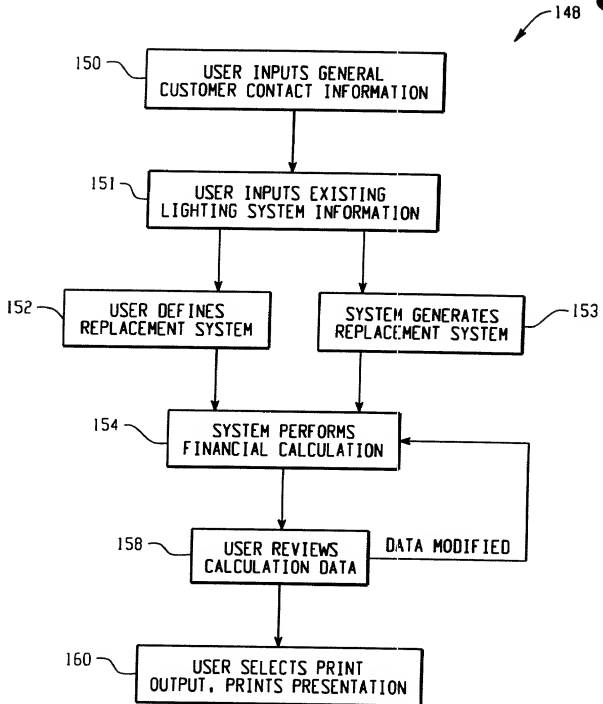 148
150
USER INPUTS GENERAL
CUSTOMER CONTACT INFORMATION
151
USER INPUTS EXISTING
LIGHTING SYSTEM INFORMATION
152
USER DEFINES
REPLACEMENT SYSTEM
SYSTEM GENERATES
REPLACEMENT SYSTEM
153
154
SYSTEM PERFORMS
FINANCIAL CALCULATION
158
USER REVIEWS
CALCULATION DATA
DATA MODIFIED
160
USER SELECTS PRINT
OUTPUT, PRINTS PRESENTATION